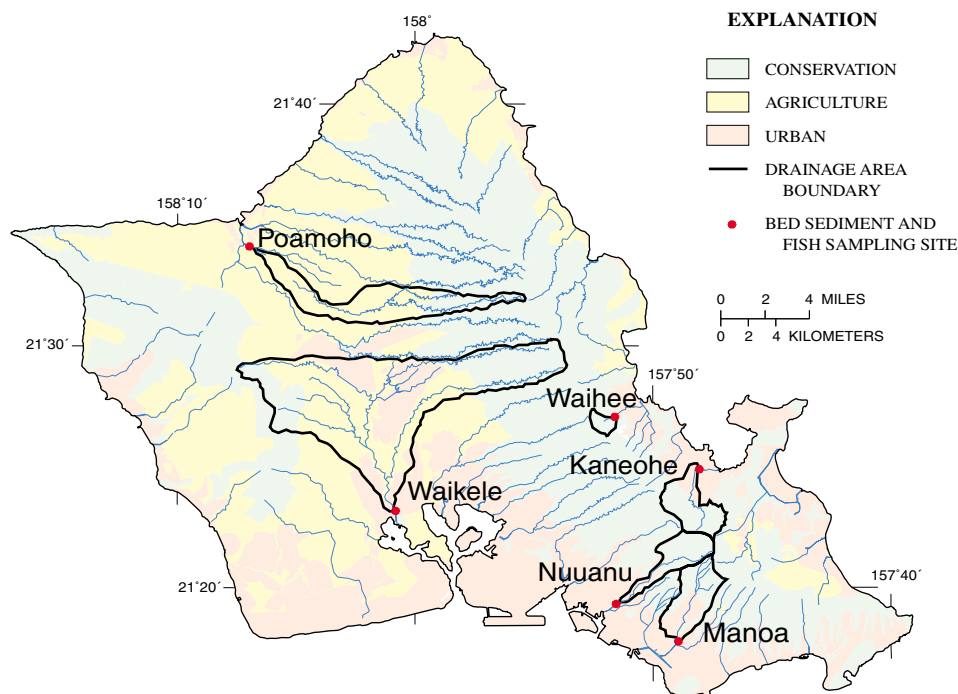 EXPLANATION
CONSERVATION
AGRICULTURE
URBAN
DRAINAGE AREA
BOUNDARY
BED SEDIMENT AND
FISH SAMPLING SITE
0 2 4 MILES
0 2 4 KILOMETERS
158°
21°40´
158°10´
Poamoho
21°30´
157°50´
Waihee
Kaneohe
Waikele
Nuuanu
21°20´
157°40´
Manoa